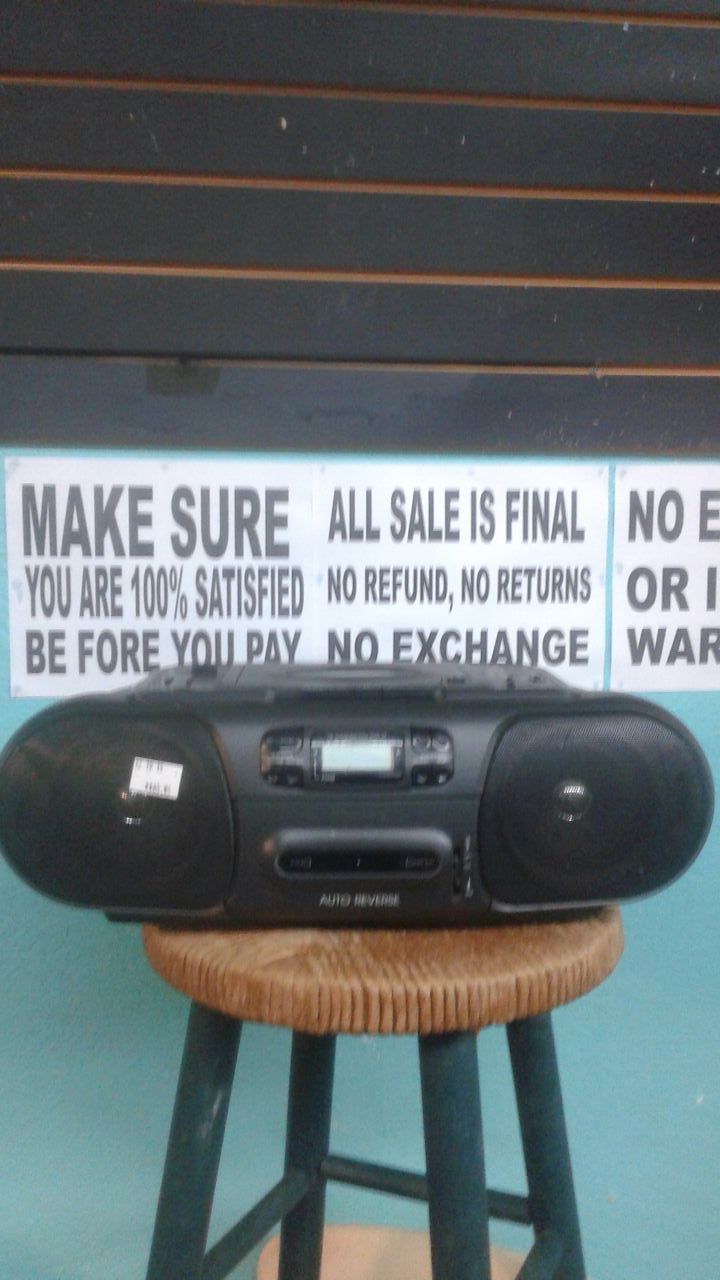 MAKE SURE
YOU ARE 100% SATISFIED
BE FORE YOU PAY
ALL SALE IS FINAL
NO REFUND, NO RETURNS
NO EXCHANGE
NO E
OR I
WAR
AUTO REVERSE